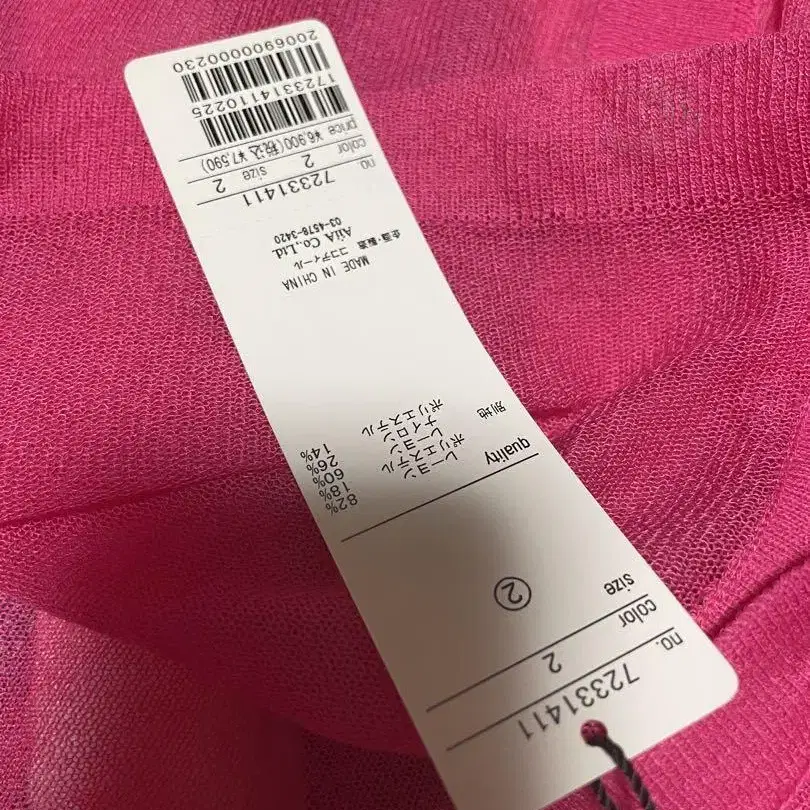 no. 72331411
color 2
size ②
quality
レーヨン 82%
ポリエステル 18%
別地 レーヨン 60%
ナイロン 26%
ポリエステル 14%
MADE IN CHINA
企画・製造 ココディール
AiiA Co.,Ltd.
03-4578-3420
no. 72331411
color 2 size 2
price ¥6,900(税込¥7,590)
1723314110225
2006900000230